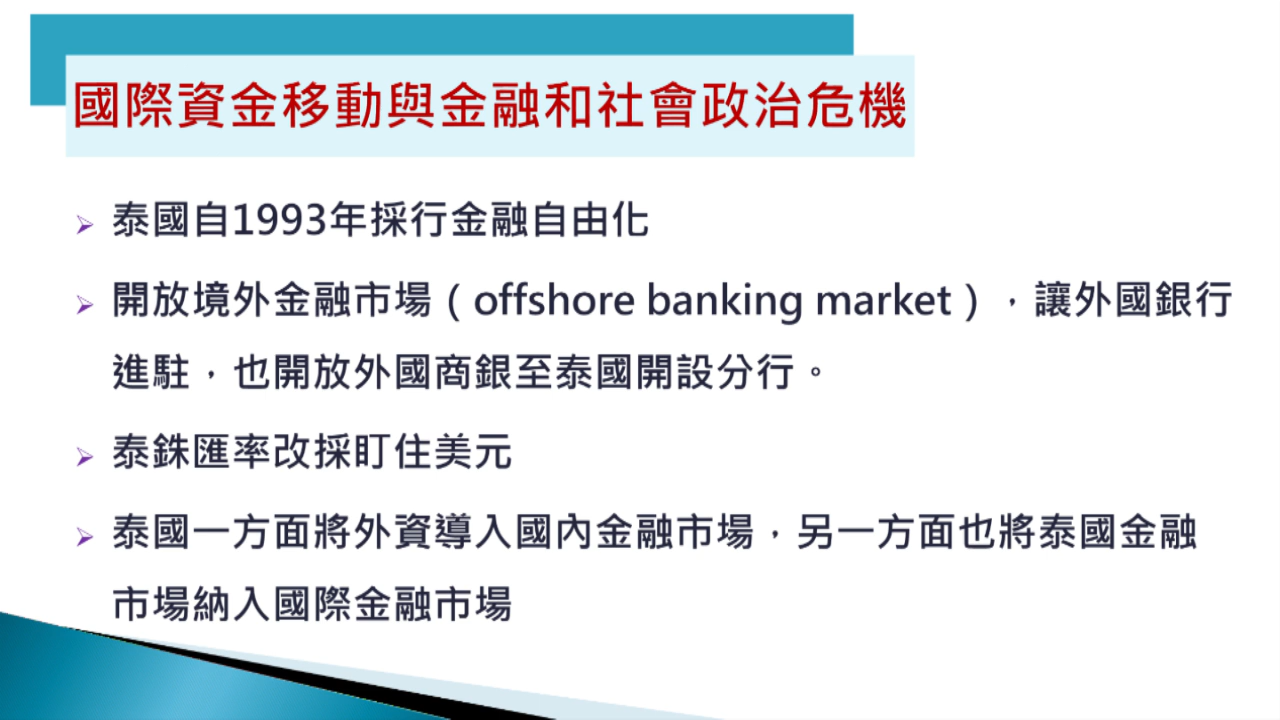 國際資金移動與金融和社會政治危機
泰國自1993年採行金融自由化
開放境外金融市場（offshore banking market），讓外國銀行
進駐，也開放外國商銀至泰國開設分行。
泰銖匯率改採盯住美元
泰國一方面將外資導入國內金融市場，另一方面也將泰國金融
市場納入國際金融市場